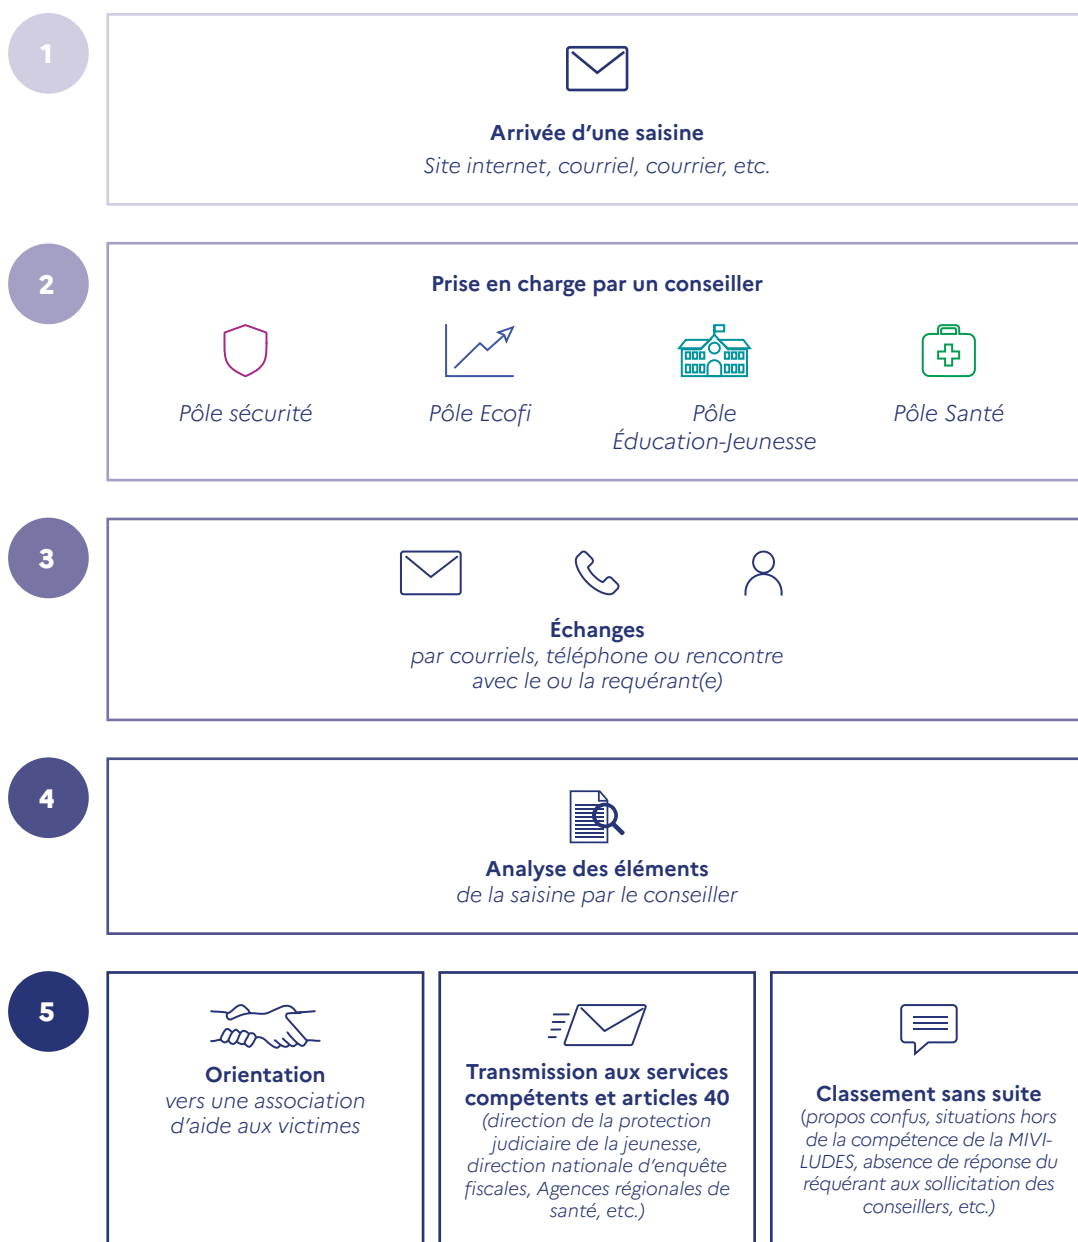 1
Arrivée d'une saisine
Site internet, courriel, courrier, etc.
2
Prise en charge par un conseiller
Pôle sécurité
Pôle Ecofi
Pôle
Éducation-Jeunesse
Pôle Santé
3
Échanges
par courriels, téléphone ou rencontre
avec le ou la requérant(e)
4
Analyse des éléments
de la saisine par le conseiller
5
Orientation
vers une association
d'aide aux victimes
Transmission aux services
compétents et articles 40
(direction de la protection
judiciaire de la jeunesse,
direction nationale d'enquête
fiscales, Agences régionales de
santé, etc.)
Classement sans suite
(propos confus, situations hors
de la compétence de la MIVI-
LUDES, absence de réponse du
réquérant aux sollicitation des
conseillers, etc.)